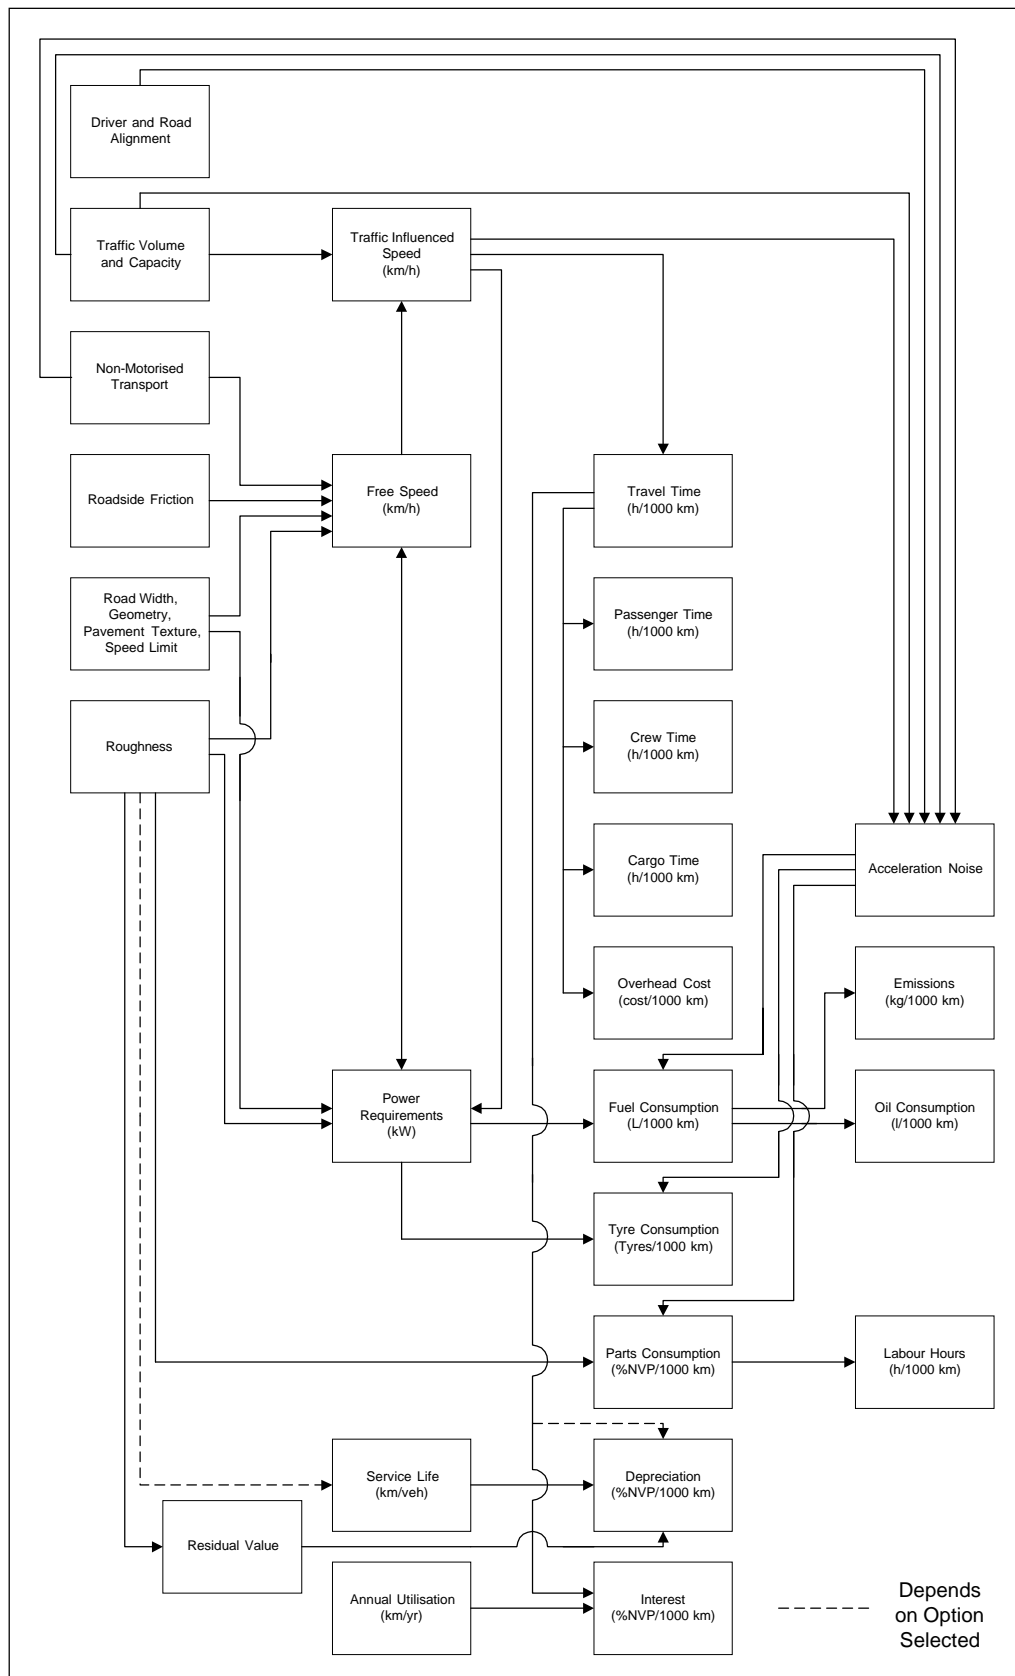 Driver and Road
Alignment
Traffic Volume
and Capacity
Traffic Influenced
Speed
(km/h)
Non-Motorised
Transport
Roadside Friction
Free Speed
(km/h)
Travel Time
(h/1000 km)
Road Width,
Geometry,
Pavement Texture,
Speed Limit
Passenger Time
(h/1000 km)
Roughness
Crew Time
(h/1000 km)
Cargo Time
(h/1000 km)
Acceleration Noise
Overhead Cost
(cost/1000 km)
Emissions
(kg/1000 km)
Power
Requirements
(kW)
Fuel Consumption
(L/1000 km)
Oil Consumption
(l/1000 km)
Tyre Consumption
(Tyres/1000 km)
Parts Consumption
(%NVP/1000 km)
Labour Hours
(h/1000 km)
Service Life
(km/veh)
Depreciation
(%NVP/1000 km)
Residual Value
Annual Utilisation
(km/yr)
Interest
(%NVP/1000 km)
Depends
on Option
Selected